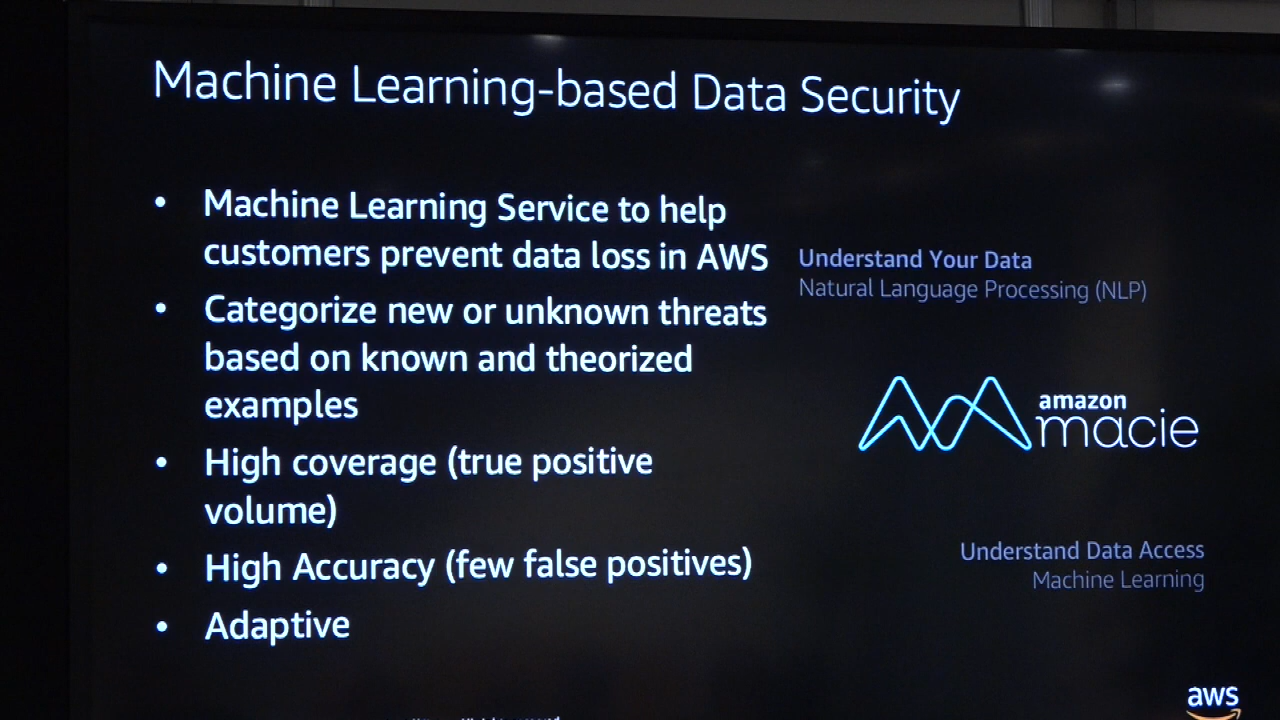 Machine Learning-based Data Security
• Machine Learning Service to help
customers prevent data loss in AWS
• Categorize new or unknown threats
based on known and theorized
examples
• High coverage (true positive
volume)
• High Accuracy (few false positives)
• Adaptive
Understand Your Data
Natural Language Processing (NLP)
amazon
macie
Understand Data Access
Machine Learning
aws